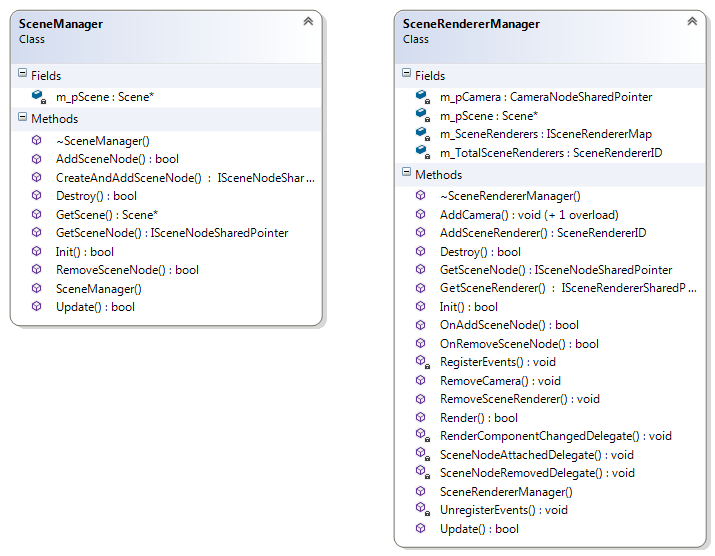 SceneManager
Class
Fields
m_pScene : Scene*
Methods
~SceneManager()
AddSceneNode() : bool
CreateAndAddSceneNode() : ISceneNodeShar...
Destroy() : bool
GetScene() : Scene*
GetSceneNode() : ISceneNodeSharedPointer
Init() : bool
RemoveSceneNode() : bool
SceneManager()
Update() : bool
SceneRendererManager
Class
Fields
m_pCamera : CameraNodeSharedPointer
m_pScene : Scene*
m_SceneRenderers : ISceneRendererMap
m_TotalSceneRenderers : SceneRendererID
Methods
~SceneRendererManager()
AddCamera() : void (+ 1 overload)
AddSceneRenderer() : SceneRendererID
Destroy() : bool
GetSceneNode() : ISceneNodeSharedPointer
GetSceneRenderer() : ISceneRendererSharedP...
Init() : bool
OnAddSceneNode() : bool
OnRemoveSceneNode() : bool
RegisterEvents() : void
RemoveCamera() : void
RemoveSceneRenderer() : void
Render() : bool
RenderComponentChangedDelegate() : void
SceneNodeAttachedDelegate() : void
SceneNodeRemovedDelegate() : void
SceneRendererManager()
UnregisterEvents() : void
Update() : bool